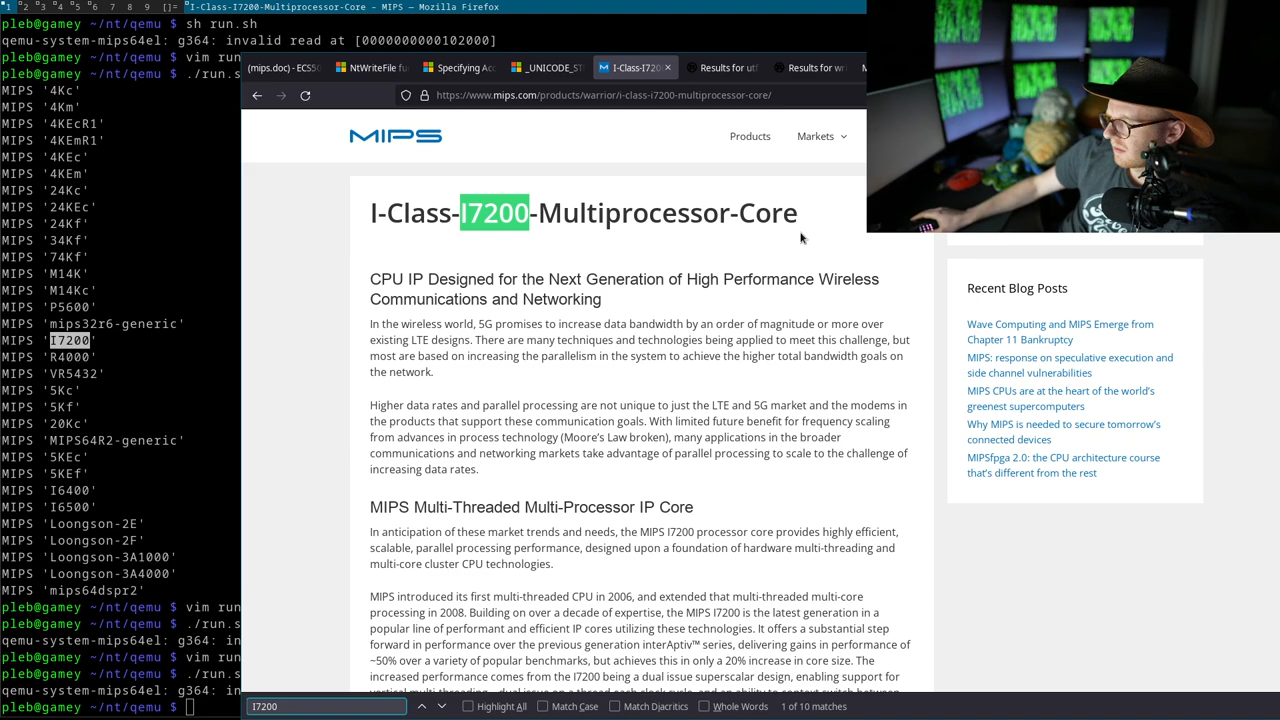 1 2 3 4 5 6 7 8 9 []= I-Class-I7200-Multiprocessor-Core – MIPS — Mozilla Firefox
pleb@gamey ~/nt/qemu $ sh run.sh
qemu-system-mips64el: g364: invalid read at [0000000000102000]
pleb@gamey ~/nt/qemu $ vim run
pleb@gamey ~/nt/qemu $ ./run.s
MIPS '4Kc'
MIPS '4Km'
MIPS '4KEcR1'
MIPS '4KEmR1'
MIPS '4KEc'
MIPS '4KEm'
MIPS '24Kc'
MIPS '24KEc'
MIPS '24Kf'
MIPS '34Kf'
MIPS '74Kf'
MIPS 'M14K'
MIPS 'M14Kc'
MIPS 'P5600'
MIPS 'mips32r6-generic'
MIPS 'I7200'
MIPS 'R4000'
MIPS 'VR5432'
MIPS '5Kc'
MIPS '5Kf'
MIPS '20Kc'
MIPS 'MIPS64R2-generic'
MIPS '5KEc'
MIPS '5KEf'
MIPS 'I6400'
MIPS 'I6500'
MIPS 'Loongson-2E'
MIPS 'Loongson-2F'
MIPS 'Loongson-3A1000'
MIPS 'Loongson-3A4000'
MIPS 'mips64dspr2'
pleb@gamey ~/nt/qemu $ vim run
pleb@gamey ~/nt/qemu $ ./run.s
qemu-system-mips64el: g364: in
pleb@gamey ~/nt/qemu $ vim run
pleb@gamey ~/nt/qemu $ ./run.s
qemu-system-mips64el: g364: in
pleb@gamey ~/nt/qemu $
(mips.doc) - ECS50 NtWriteFile fu Specifying Acc _UNICODE_ST I-Class-I720 Results for utf Results for wr
https://www.mips.com/products/warrior/i-class-i7200-multiprocessor-core/
MIPS
Products
Markets
I-Class-I7200-Multiprocessor-Core
CPU IP Designed for the Next Generation of High Performance Wireless
Communications and Networking
In the wireless world, 5G promises to increase data bandwidth by an order of magnitude or more over
existing LTE designs. There are many techniques and technologies being applied to meet this challenge, but
most are based on increasing the parallelism in the system to achieve the higher total bandwidth goals on
the network.
Higher data rates and parallel processing are not unique to just the LTE and 5G market and the modems in
the products that support these communication goals. With limited future benefit for frequency scaling
from advances in process technology (Moore's Law broken), many applications in the broader
communications and networking markets take advantage of parallel processing to scale to the challenge of
increasing data rates.
MIPS Multi-Threaded Multi-Processor IP Core
In anticipation of these market trends and needs, the MIPS I7200 processor core provides highly efficient,
scalable, parallel processing performance, designed upon a foundation of hardware multi-threading and
multi-core cluster CPU technologies.
MIPS introduced its first multi-threaded CPU in 2006, and extended that multi-threaded multi-core
processing in 2008. Building on over a decade of expertise, the MIPS I7200 is the latest generation in a
popular line of performant and efficient IP cores utilizing these technologies. It offers a substantial step
forward in performance over the previous generation interAptiv™ series, delivering gains in performance of
~50% over a variety of popular benchmarks, but achieves this in only a 20% increase in core size. The
increased performance comes from the I7200 being a dual issue superscalar design, enabling support for
Recent Blog Posts
Wave Computing and MIPS Emerge from
Chapter 11 Bankruptcy
MIPS: response on speculative execution and
side channel vulnerabilities
MIPS CPUs are at the heart of the world's
greenest supercomputers
Why MIPS is needed to secure tomorrow's
connected devices
MIPSfpga 2.0: the CPU architecture course
that's different from the rest
I7200
Highlight All
Match Case
Match Diacritics
Whole Words
1 of 10 matches